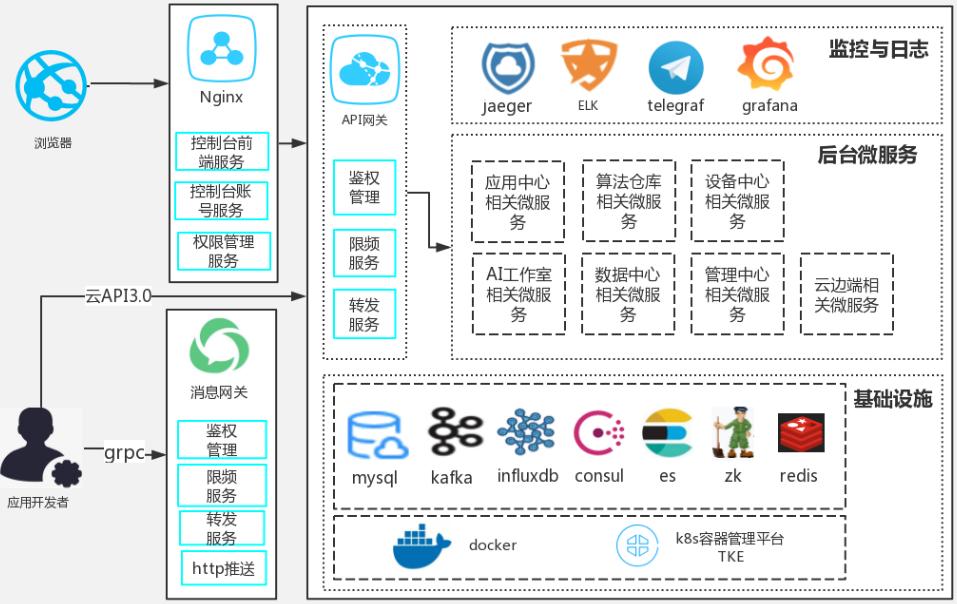 浏览器
Nginx
控制台前
端服务
控制台账
号服务
权限管理
服务
云API3.0
应用开发者
grpc
消息网关
鉴权
管理
限频
服务
转发
服务
http推送
API网关
鉴权
管理
限频
服务
转发
服务
监控与日志
jaeger
ELK
telegraf
grafana
后台微服务
应用中心
相关微服
务
算法仓库
相关微服
务
设备中心
相关微服
务
AI工作室
相关微服
务
数据中心
相关微服
务
管理中心
相关微服
务
云边端相
关微服务
基础设施
mysql
kafka
influxdb
consul
es
zk
redis
docker
k8s容器管理平台
TKE